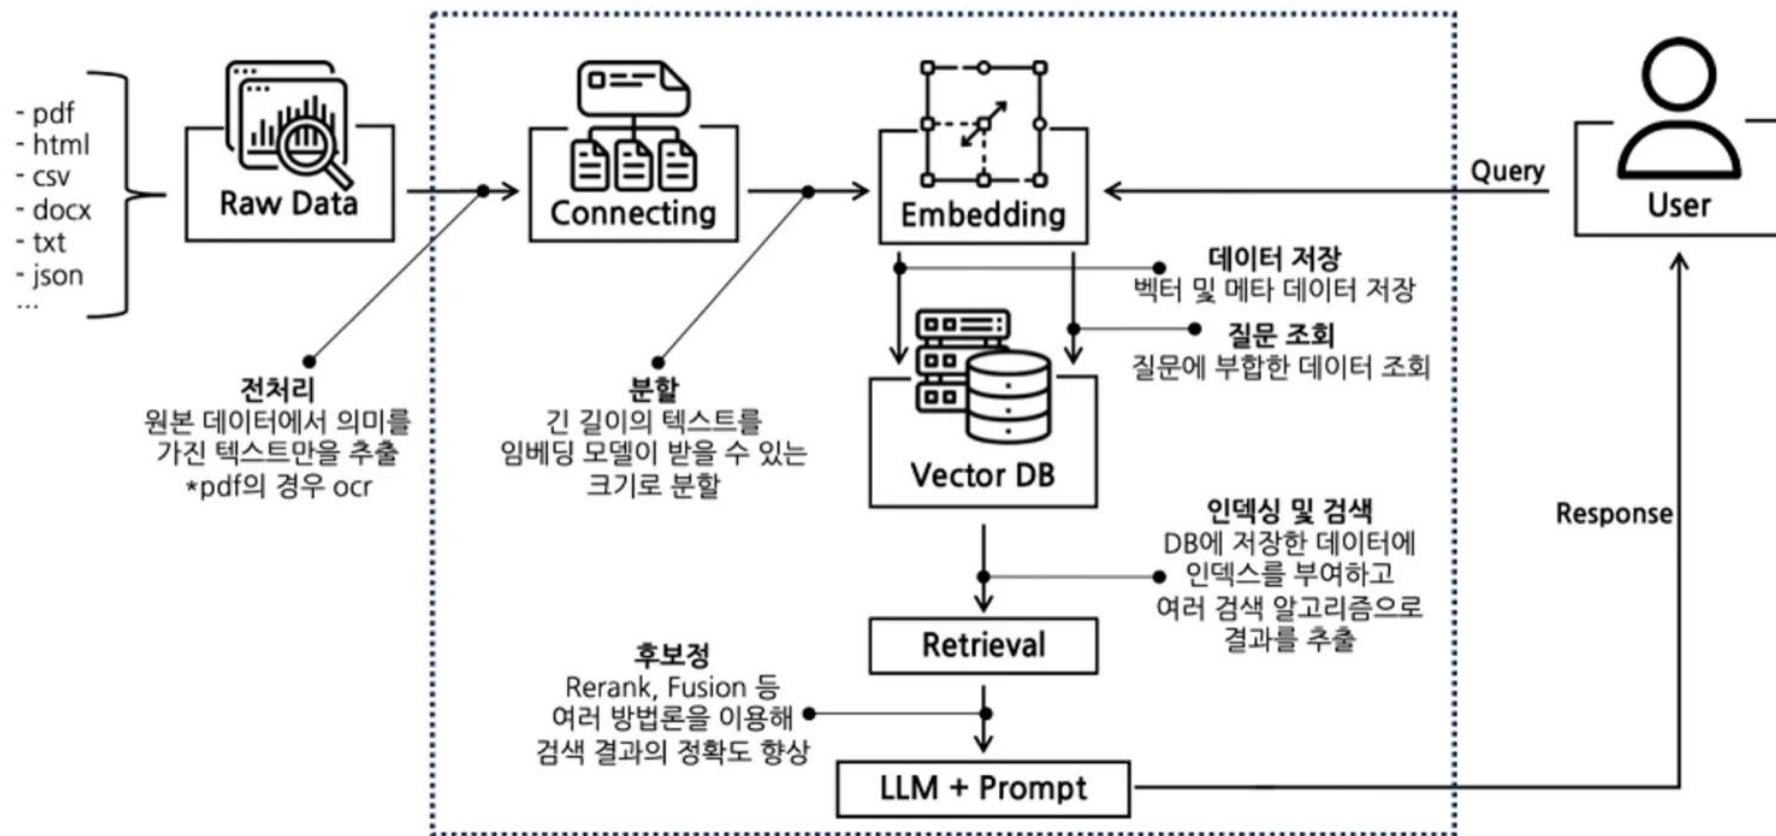 - pdf
- html
- csv
- docx
- txt
- json
...
Raw Data
Connecting
Embedding
Query
User
전처리
원본 데이터에서 의미를
가진 텍스트만을 추출
*pdf의 경우 ocr
분할
긴 길이의 텍스트를
임베딩 모델이 받을 수 있는
크기로 분할
데이터 저장
벡터 및 메타 데이터 저장
질문 조회
질문에 부합한 데이터 조회
Vector DB
인덱싱 및 검색
DB에 저장한 데이터에
인덱스를 부여하고
여러 검색 알고리즘으로
결과를 추출
Response
Retrieval
후보정
Rerank, Fusion 등
여러 방법론을 이용해
검색 결과의 정확도 향상
LLM + Prompt